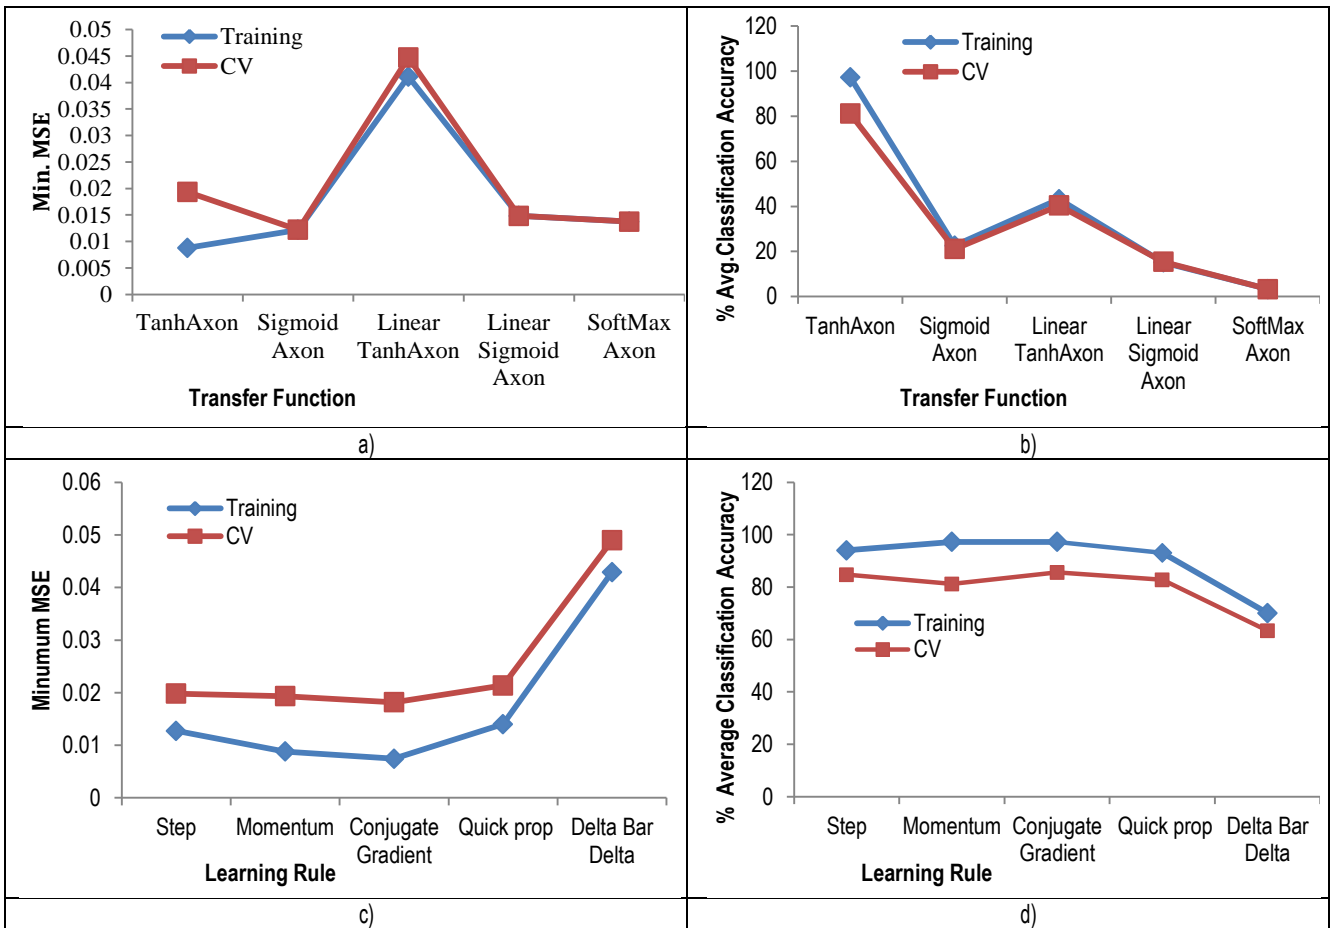 0.05
0.045
0.04
0.035
0.03
0.025
0.02
0.015
0.01
0.005
0
Min. MSE
Training
CV
TanhAxon
Sigmoid
Axon
Linear
TanhAxon
Linear
Sigmoid
Axon
SoftMax
Axon
Transfer Function
a)
120
100
80
60
40
20
0
% Avg.Classification Accuracy
Training
CV
TanhAxon
Sigmoid
Axon
Linear
TanhAxon
Linear
Sigmoid
Axon
SoftMax
Axon
Transfer Function
b)
0.06
0.05
0.04
0.03
0.02
0.01
0
Minumum MSE
Training
CV
Step
Momentum
Conjugate
Gradient
Quick prop
Delta Bar
Delta
Learning Rule
c)
120
100
80
60
40
20
0
% Average Classification Accuracy
Training
CV
Step
Momentum
Conjugate
Gradient
Quick prop
Delta Bar
Delta
Learning Rule
d)